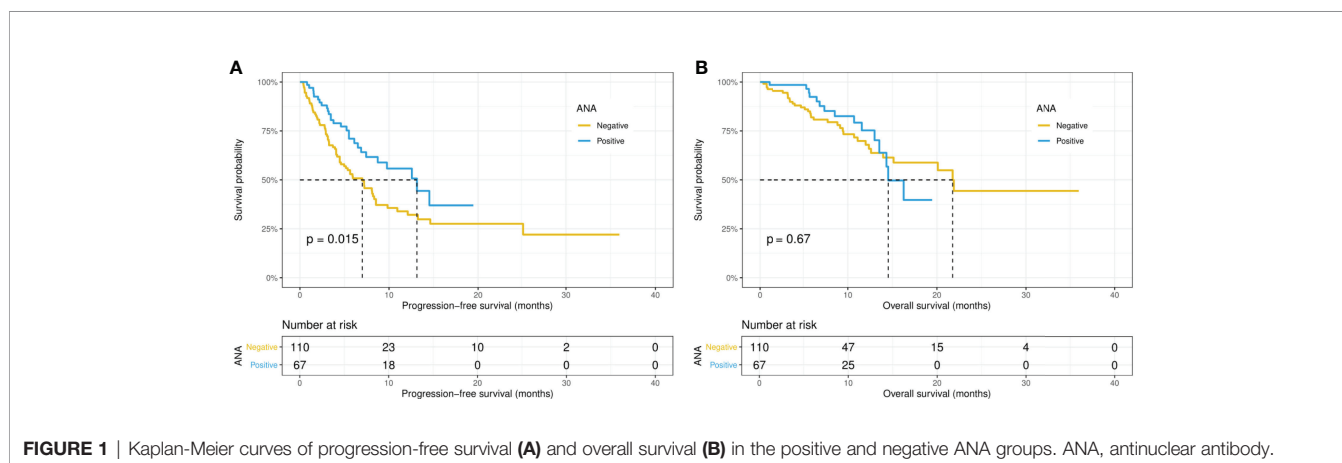 A
100%
75%
50%
25%
0%
Survival probability
ANA
Negative
Positive
p = 0.015
0 10 20 30 40
Progression-free survival (months)
Number at risk
ANA
Negative 110 23 10 2 0
Positive 67 18 0 0 0
0 10 20 30 40
Progression-free survival (months)
B
100%
75%
50%
25%
0%
Survival probability
ANA
Negative
Positive
p = 0.67
0 10 20 30 40
Overall survival (months)
Number at risk
ANA
Negative 110 47 15 4 0
Positive 67 25 0 0 0
0 10 20 30 40
Overall survival (months)
FIGURE 1 | Kaplan-Meier curves of progression-free survival (A) and overall survival (B) in the positive and negative ANA groups. ANA, antinuclear antibody.